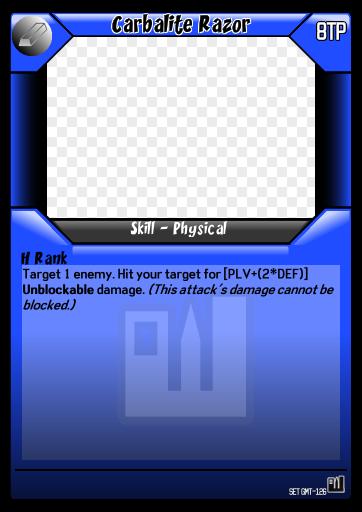 Carbalite Razor
8TP
Skill - Physical
H Rank
Target 1 enemy. Hit your target for [PLV+(2*DEF)]
Unblockable damage. (This attack's damage cannot be
blocked.)
SET GMT-126